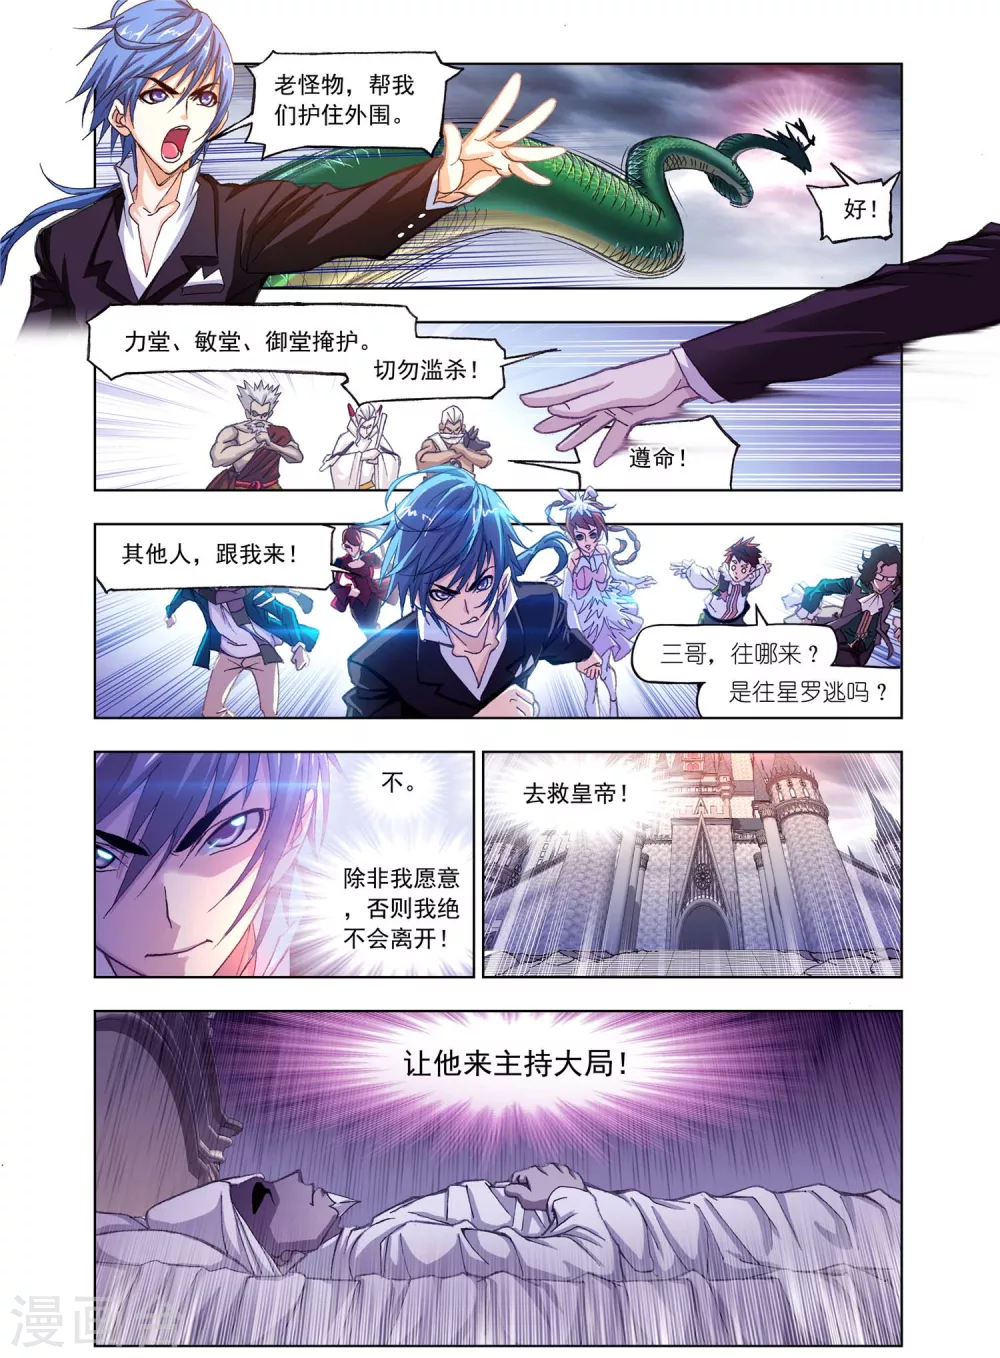 老怪物，帮我
们护住外围。
好！
力堂、敏堂、御堂掩护。
切勿滥杀！
遵命！
其他人，跟我来！
三哥，往哪来？
是往星罗逃吗？
不。
除非我愿意
，否则我绝
不会离开！
去救皇帝！
让他来主持大局！
漫画台